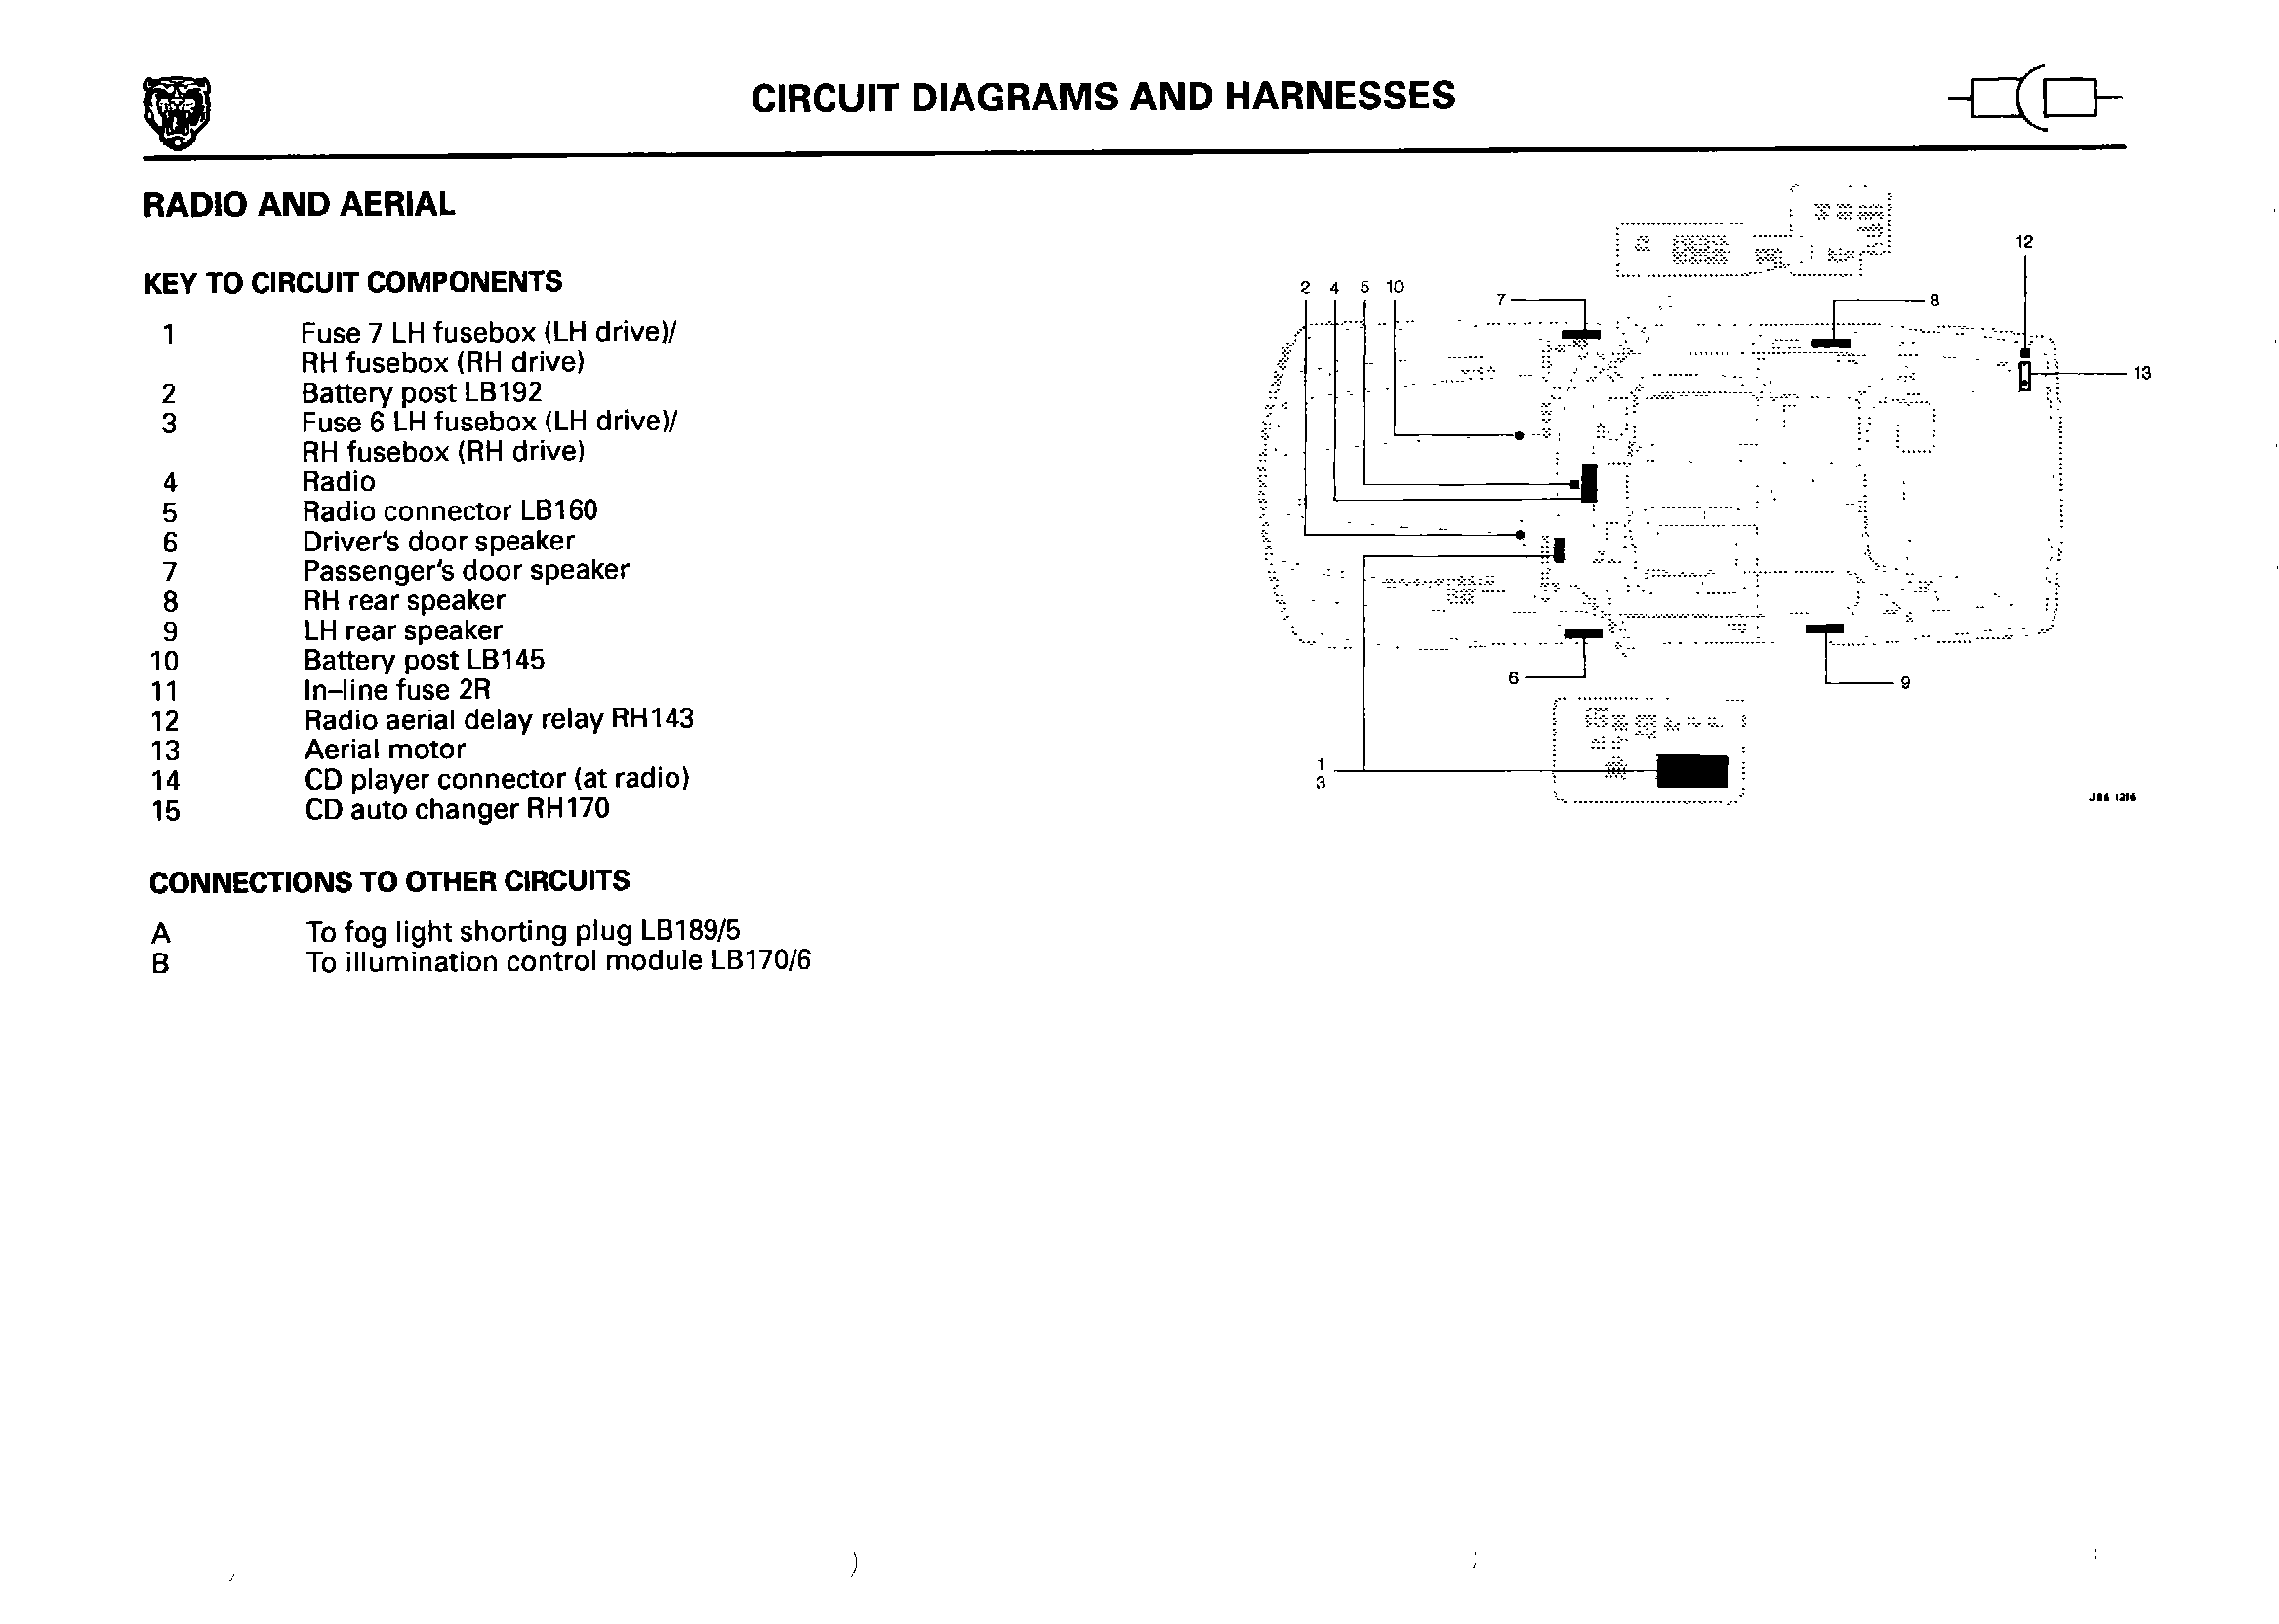 CIRCUIT DIAGRAMS AND HARNESSES
RADIO AND AERIAL
KEY TO CIRCUIT COMPONENTS
1 Fuse 7 LH fusebox (LH drive)/
RH fusebox (RH drive)
2 Battery post LB192
3 Fuse 6 LH fusebox (LH drive)/
RH fusebox (RH drive)
4 Radio
5 Radio connector LB160
6 Driver's door speaker
7 Passenger's door speaker
8 RH rear speaker
9 LH rear speaker
10 Battery post LB145
11 In-line fuse 2R
12 Radio aerial delay relay RH143
13 Aerial motor
14 CD player connector (at radio)
15 CD auto changer RH170
CONNECTIONS TO OTHER CIRCUITS
A To fog light shorting plug LB189/5
B To illumination control module LB170/6
12
2 4 5 10
7
8
13
6
9
1
3